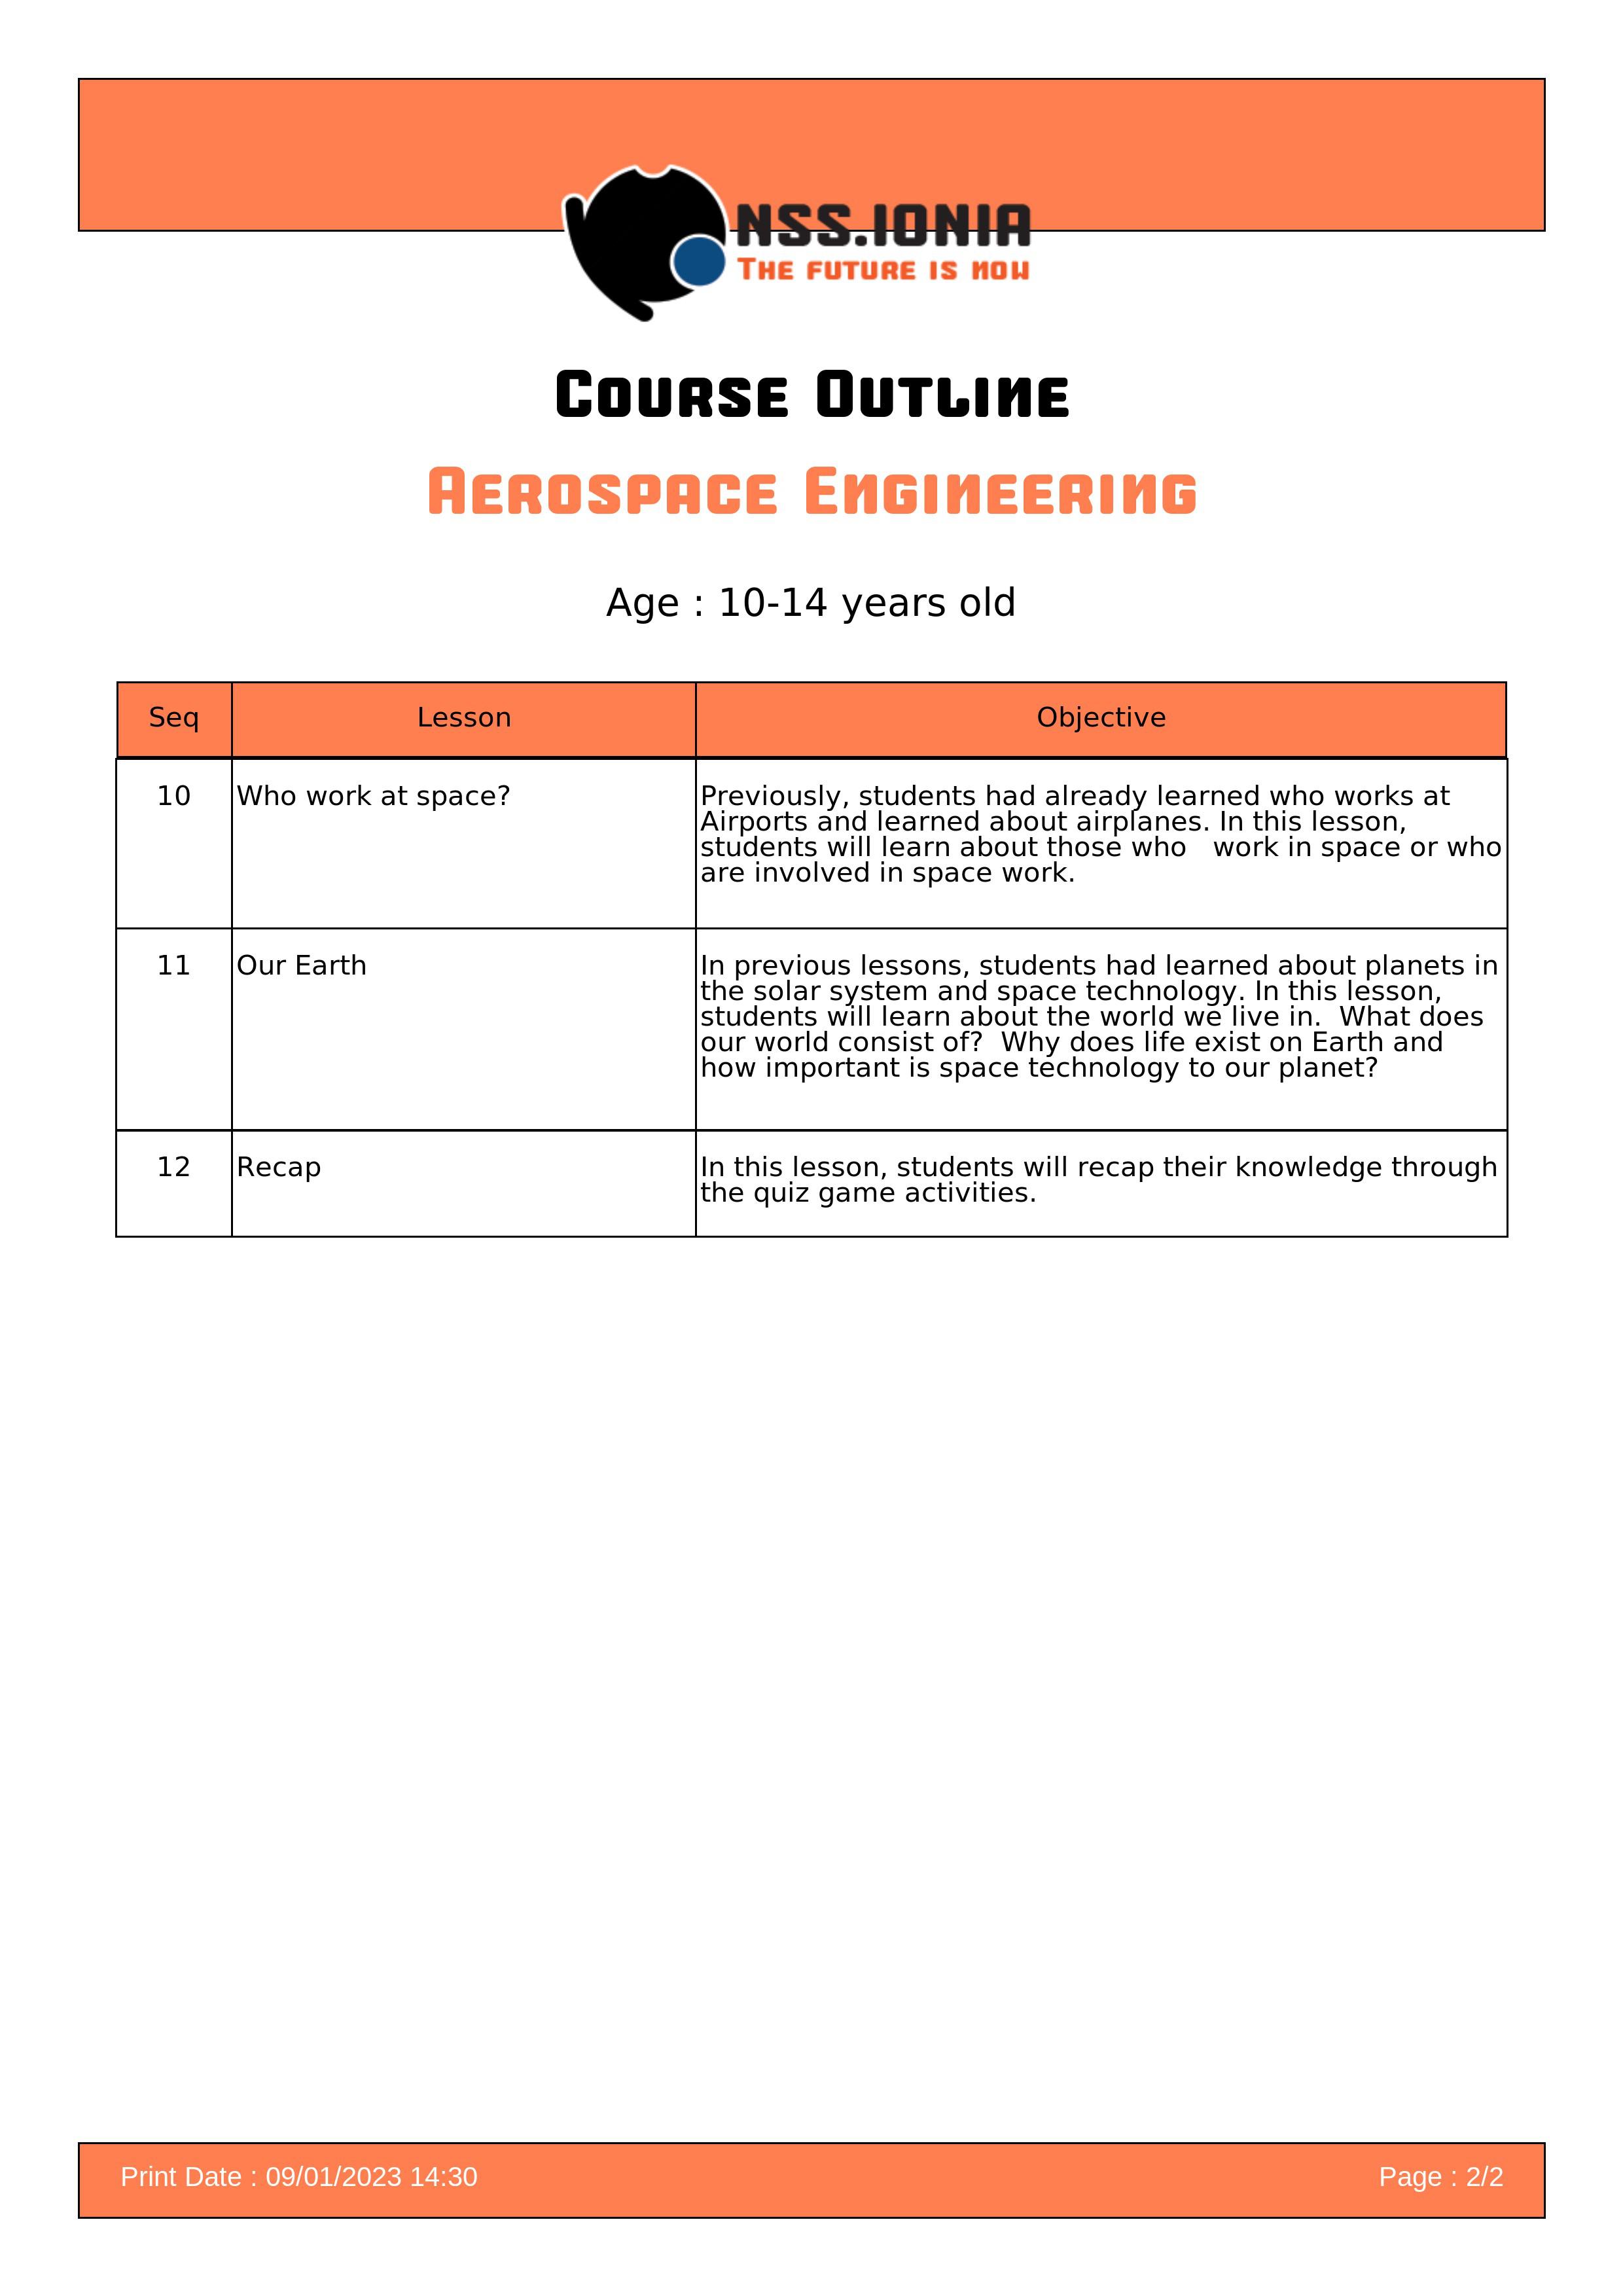 NSS.IONIA
The future is now
Course Outline
Aerospace Engineering
Age : 10-14 years old
Seq Lesson Objective
10 Who work at space? Previously, students had already learned who works at
Airports and learned about airplanes. In this lesson,
students will learn about those who   work in space or who
are involved in space work.
11 Our Earth In previous lessons, students had learned about planets in
the solar system and space technology. In this lesson,
students will learn about the world we live in.  What does
our world consist of?  Why does life exist on Earth and
how important is space technology to our planet?
12 Recap In this lesson, students will recap their knowledge through
the quiz game activities.
Print Date : 09/01/2023 14:30 Page : 2/2